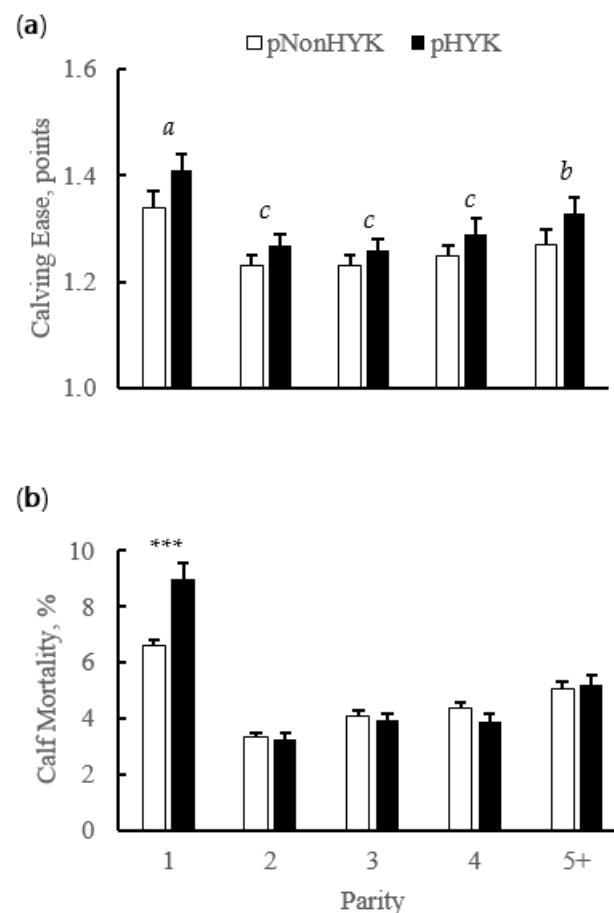 (a)
pNonHYK pHYK
1.6
1.4
1.2
1.0
Calving Ease, points
a
c
c
c
b
(b)
10
8
6
4
2
0
Calf Mortality, %
***
1 2 3 4 5+
Parity